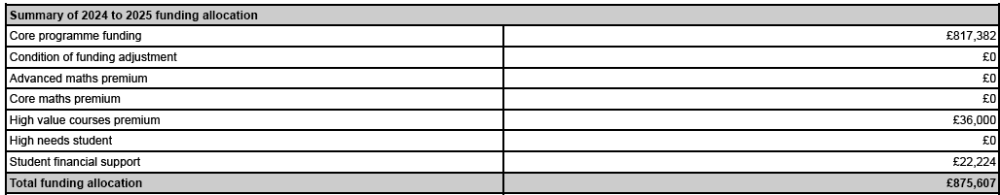 Summary of 2024 to 2025 funding allocation
Core programme funding £817,382
Condition of funding adjustment £0
Advanced maths premium £0
Core maths premium £0
High value courses premium £36,000
High needs student £0
Student financial support £22,224
Total funding allocation £875,607